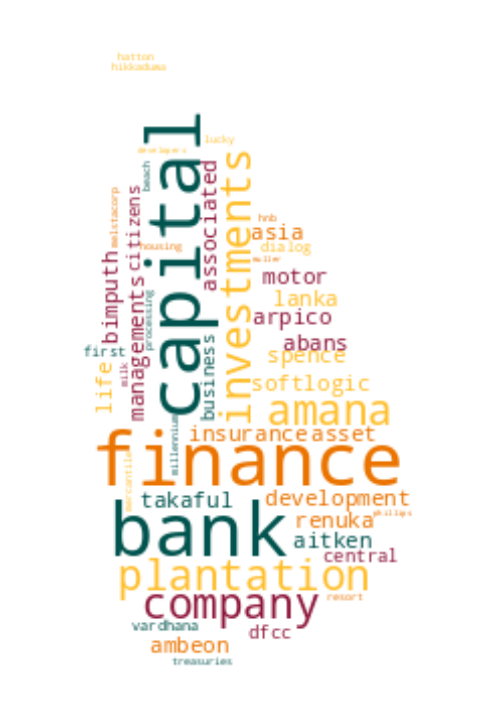 hatton
hikkaduwa
capital
lucky
developers
beach
associated
investments
citizens
melstacorp
hnb
asia
dialog
muller
housing
bimputh
managements
processing
motor
lanka
arpico
abans
spence
first
milk
life
business
softlogic
amana
millennium
insurance
asset
finance
mercantile
takaful
development
renuka
phillips
bank
aitken
central
plantation
company
resort
vardhana
dfcc
ambeon
treasuries